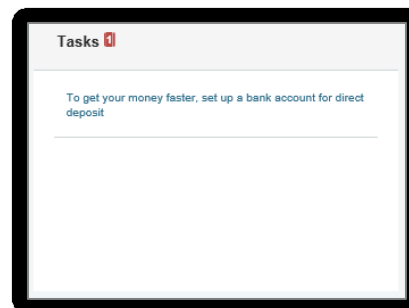 Tasks 1
To get your money faster, set up a bank account for direct
deposit